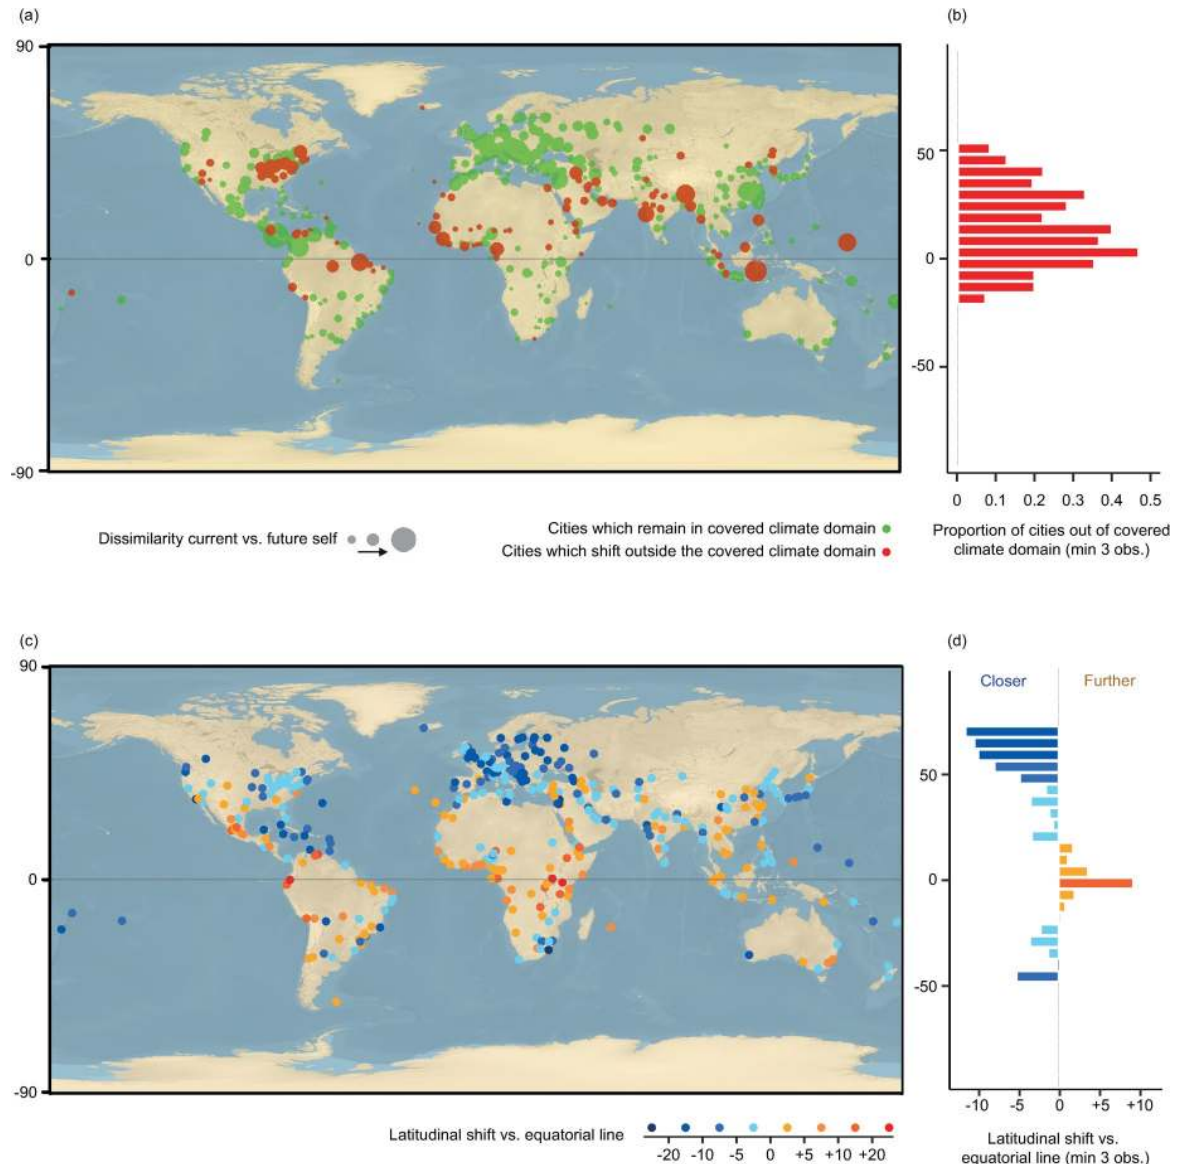 (a)
(b)
90
0
-90
50
0
-50
0 0.1 0.2 0.3 0.4 0.5
Proportion of cities out of covered
climate domain (min 3 obs.)
Dissimilarity current vs. future self
Cities which remain in covered climate domain
Cities which shift outside the covered climate domain
(c)
(d)
90
0
-90
Closer Further
50
0
-50
-10 -5 0 +5 +10
Latitudinal shift vs.
equatorial line (min 3 obs.)
Latitudinal shift vs. equatorial line
-20 -10 -5 0 +5 +10 +20